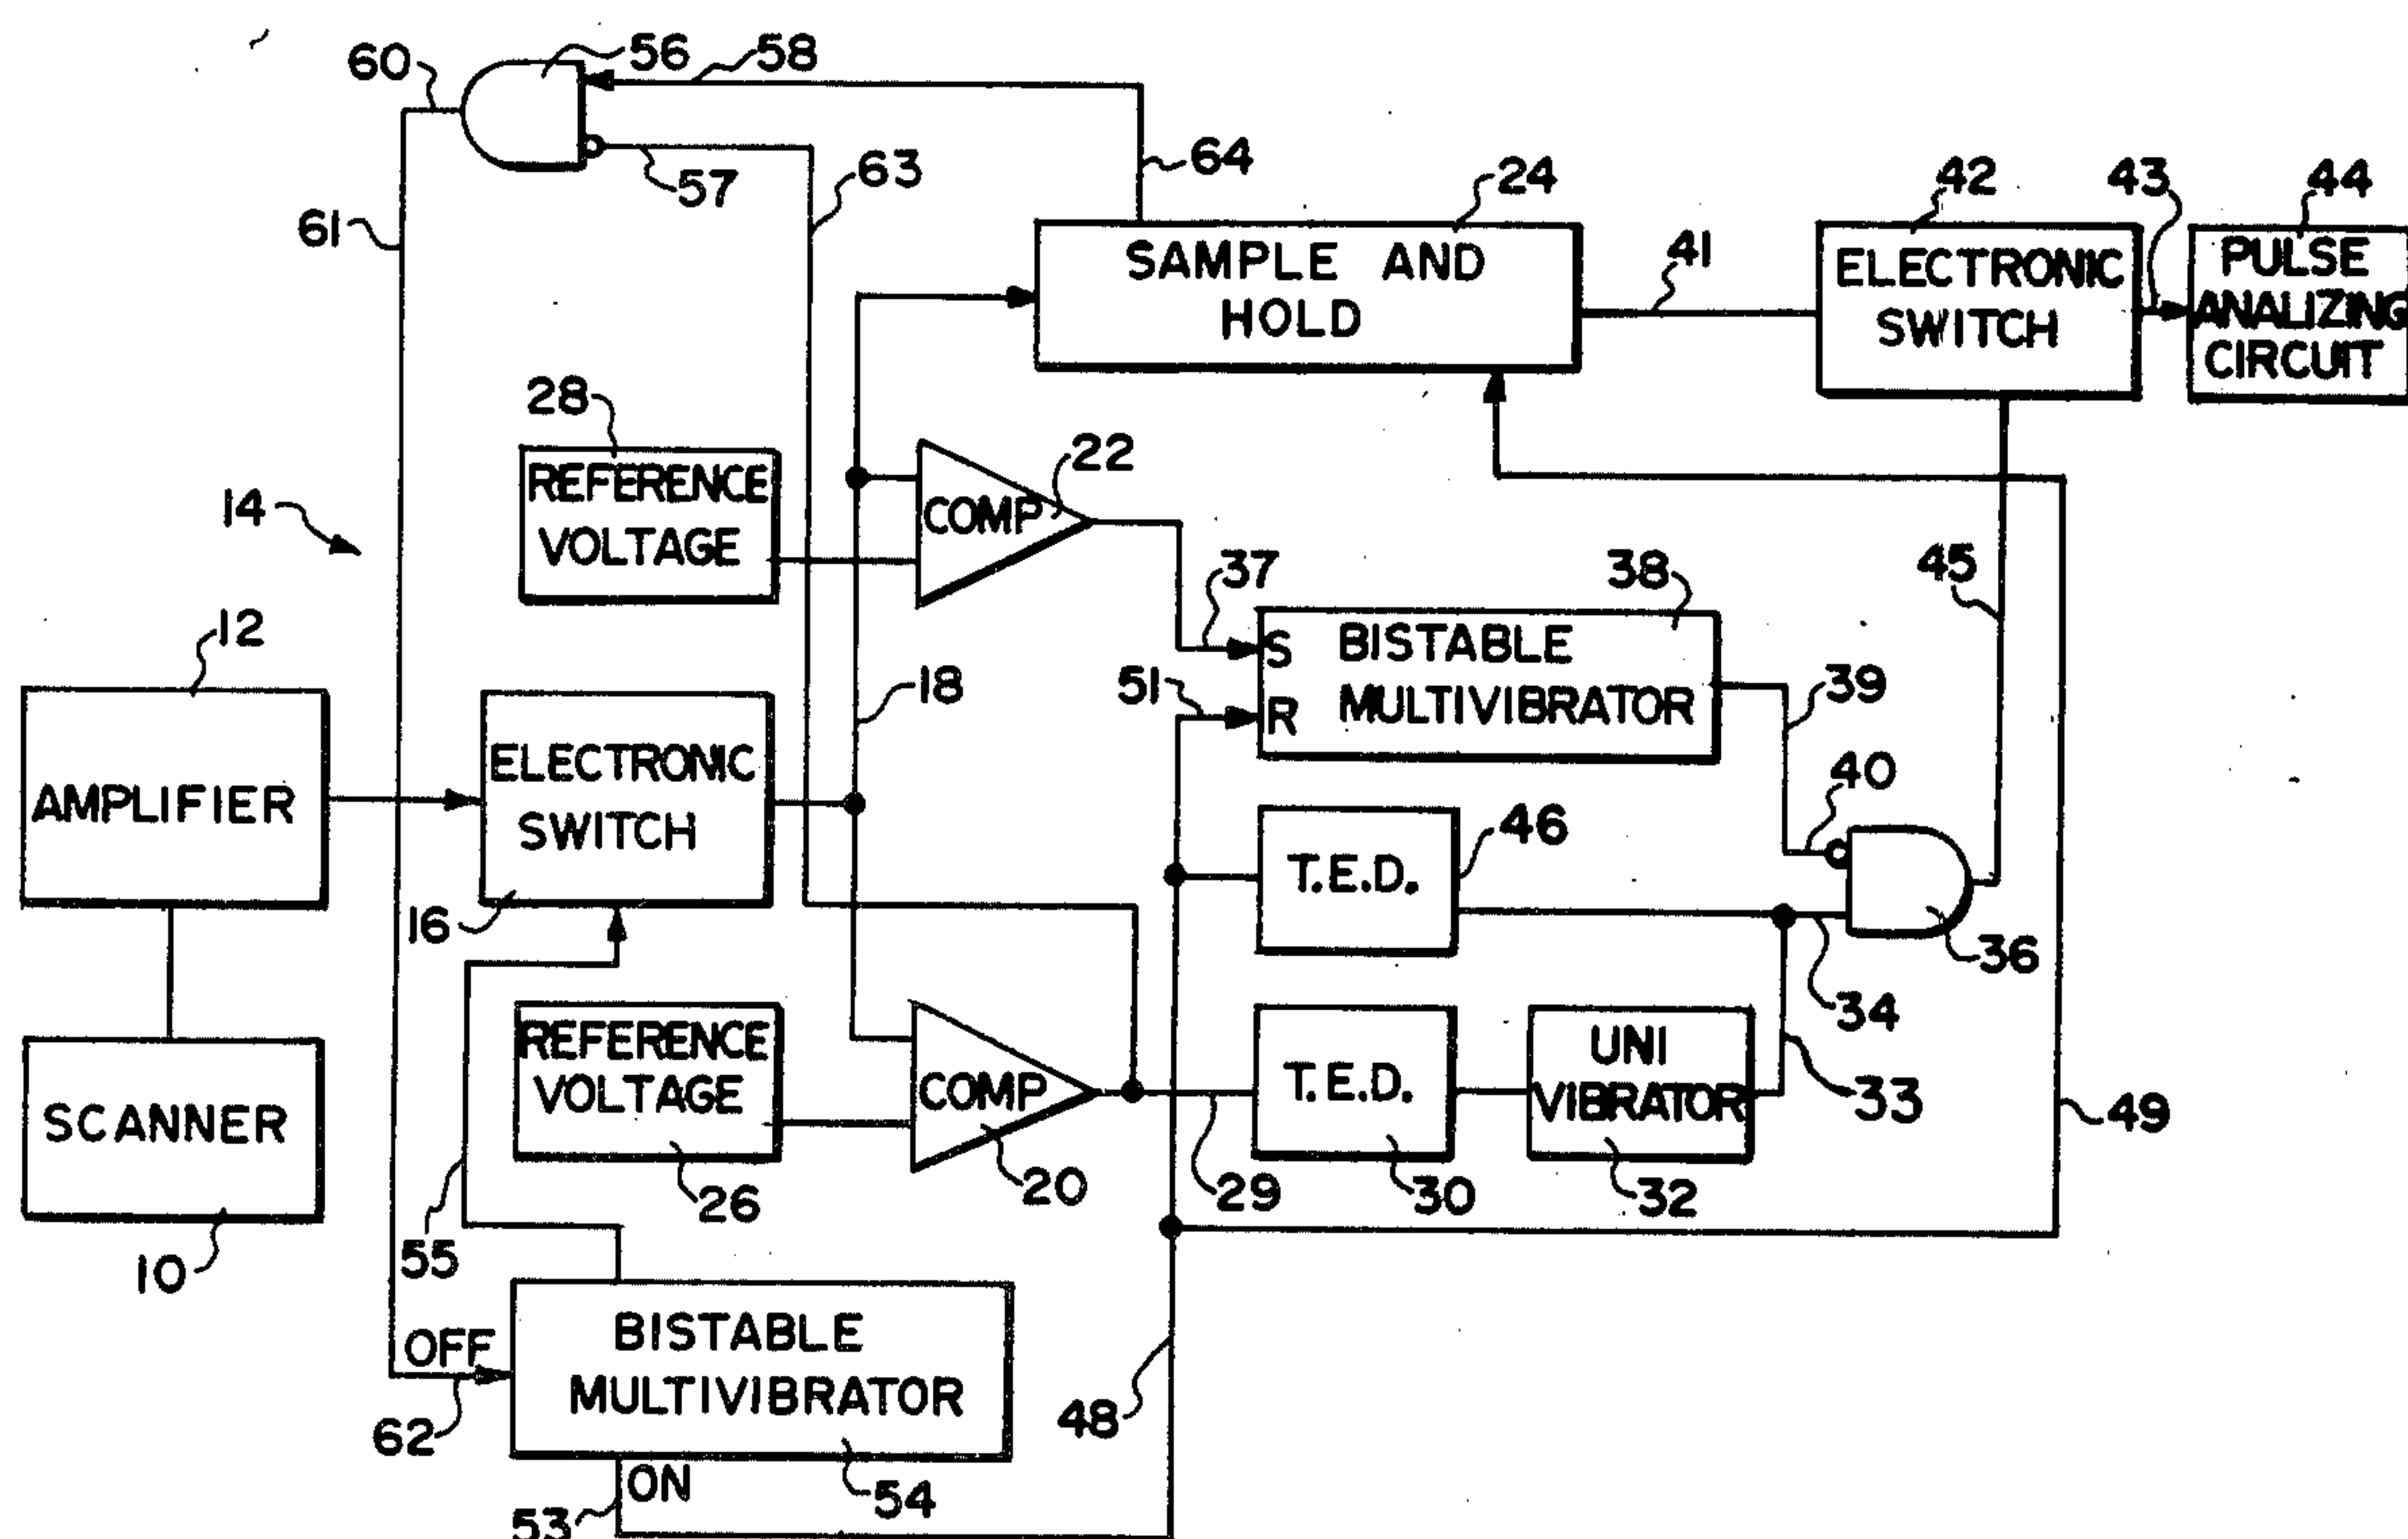 60
56
58
57
63
64
24
42
43
44
61
SAMPLE AND
HOLD
41
ELECTRONIC
SWITCH
PULSE
ANALIZING
CIRCUIT
28
REFERENCE
VOLTAGE
22
COMP
14
37
38
45
12
18
51
S
R
BISTABLE
MULTIVIBRATOR
39
AMPLIFIER
ELECTRONIC
SWITCH
16
T.E.D.
46
40
36
34
REFERENCE
VOLTAGE
26
COMP
20
29
T.E.D.
30
UNI
VIBRATOR
32
33
49
SCANNER
10
55
OFF
62
BISTABLE
MULTIVIBRATOR
54
48
ON
53